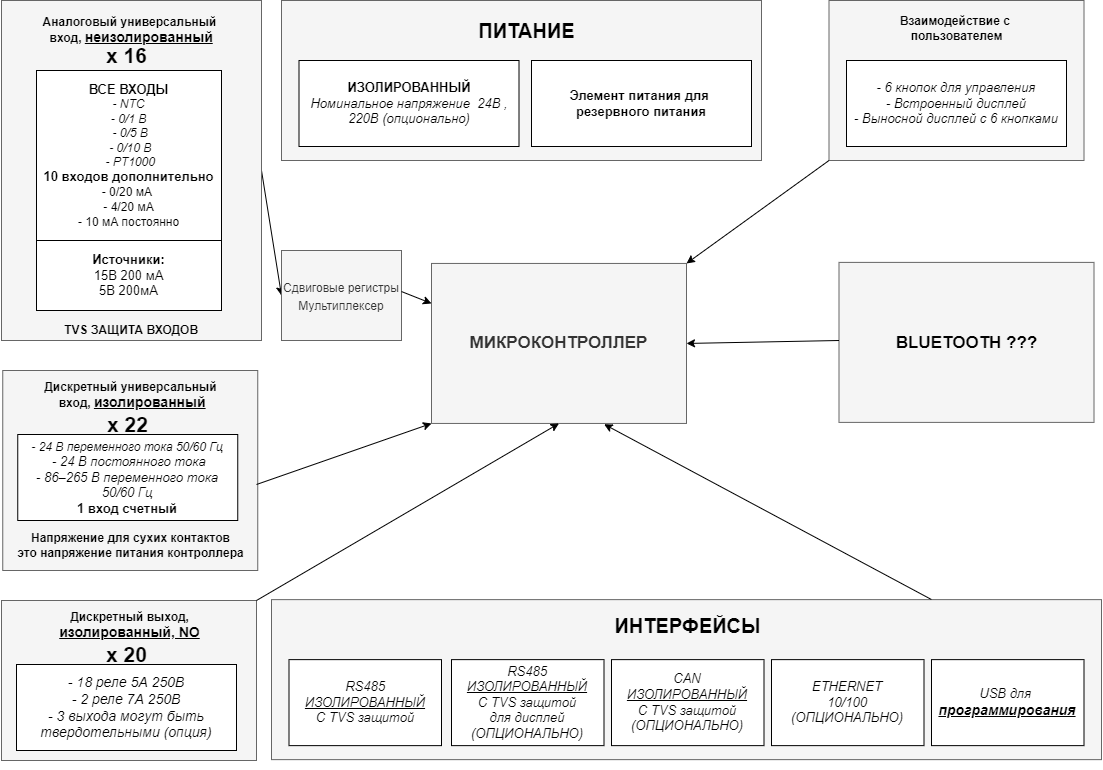 Аналоговый универсальный
вход, неизолированный
x 16
ВСЕ ВХОДЫ
- NTC
- 0/1 В
- 0/5 В
- 0/10 В
- PT1000
10 входов дополнительно
- 0/20 мА
- 4/20 мА
- 10 мА постоянно
Источники:
15В 200 мА
5В 200мА
TVS ЗАЩИТА ВХОДОВ
ПИТАНИЕ
ИЗОЛИРОВАННЫЙ
Номинальное напряжение 24В ,
220В (опционально)
Элемент питания для
резервного питания
Взаимодействие с
пользователем
- 6 кнопок для управления
- Встроенный дисплей
- Выносной дисплей с 6 кнопками
Сдвиговые регистры
Мультиплексер
МИКРОКОНТРОЛЛЕР
BLUETOOTH ???
Дискретный универсальный
вход, изолированный
x 22
- 24 В переменного тока 50/60 Гц
- 24 В постоянного тока
- 86–265 В переменного тока
50/60 Гц
1 вход счетный
Напряжение для сухих контактов
это напряжение питания контроллера
Дискретный выход,
изолированный, NO
x 20
- 18 реле 5А 250В
- 2 реле 7А 250В
- 3 выхода могут быть
твердотельными (опция)
ИНТЕРФЕЙСЫ
RS485
ИЗОЛИРОВАННЫЙ
С TVS защитой
RS485
ИЗОЛИРОВАННЫЙ
С TVS защитой
для дисплей
(ОПЦИОНАЛЬНО)
CAN
ИЗОЛИРОВАННЫЙ
С TVS защитой
(ОПЦИОНАЛЬНО)
ETHERNET
10/100
(ОПЦИОНАЛЬНО)
USB для
программирования